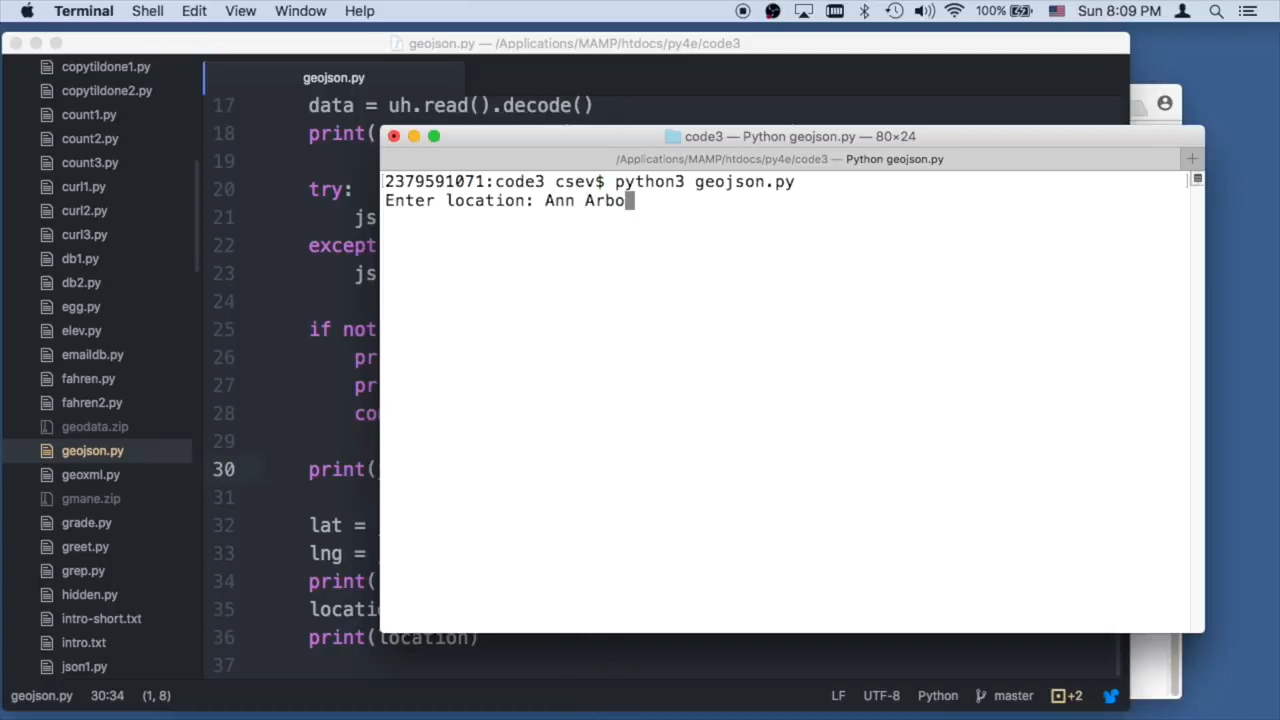 Terminal Shell Edit View Window Help 100% Sun 8:09 PM
geojson.py — /Applications/MAMP/htdocs/py4e/code3
copytildone1.py
copytildone2.py
count1.py
count2.py
count3.py
curl1.py
curl2.py
curl3.py
db1.py
db2.py
egg.py
elev.py
emaildb.py
fahren.py
fahren2.py
geodata.zip
geojson.py
geoxml.py
gmane.zip
grade.py
greet.py
grep.py
hidden.py
intro-short.txt
intro.txt
json1.py
geojson.py
17 data = uh.read().decode()
18 print(
19
20 try:
21 js
22 except
23 js
24
25 if not
26 pr
27 pr
28 con
29
30 print(
31
32 lat =
33 lng =
34 print(
35 locati
36 print(location)
37
code3 — Python geojson.py — 80×24
/Applications/MAMP/htdocs/py4e/code3 — Python geojson.py
2379591071:code3 csev$ python3 geojson.py
Enter location: Ann Arbo
geojson.py 30:34 (1, 8) LF UTF-8 Python master +2